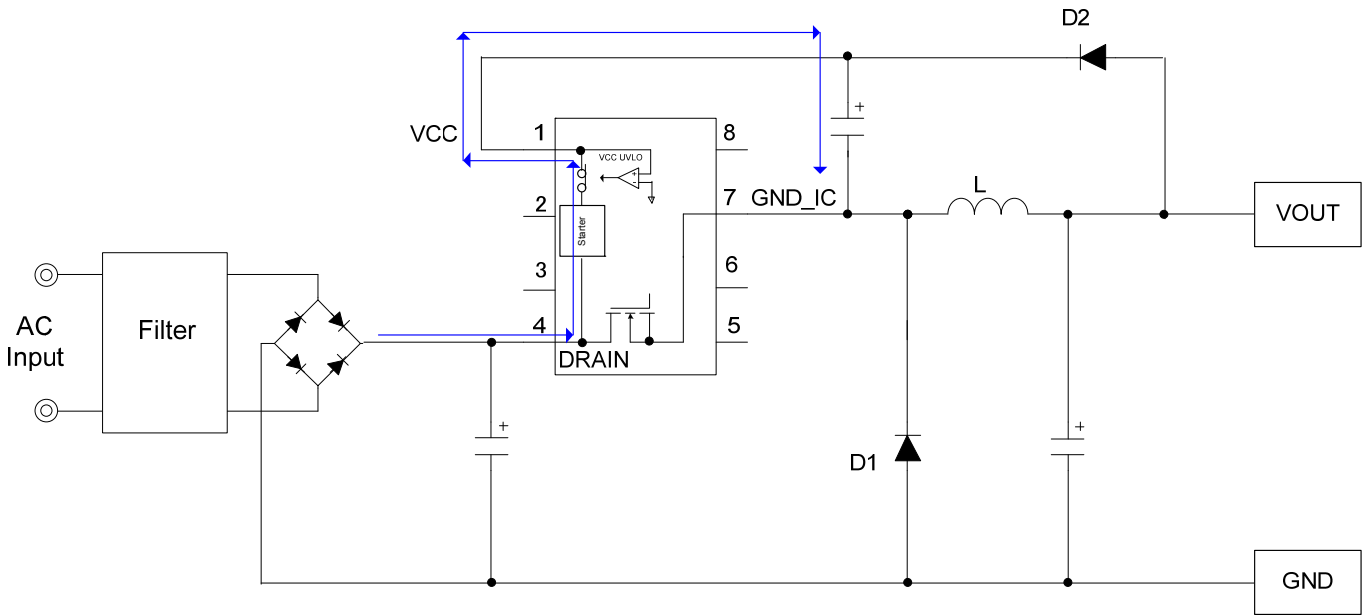 D2
VCC
1
8
VCC UVLO
+
-
+
2
Starter
7
GND_IC
L
VOUT
3
6
AC
Input
Filter
4
5
DRAIN
+
+
D1
GND